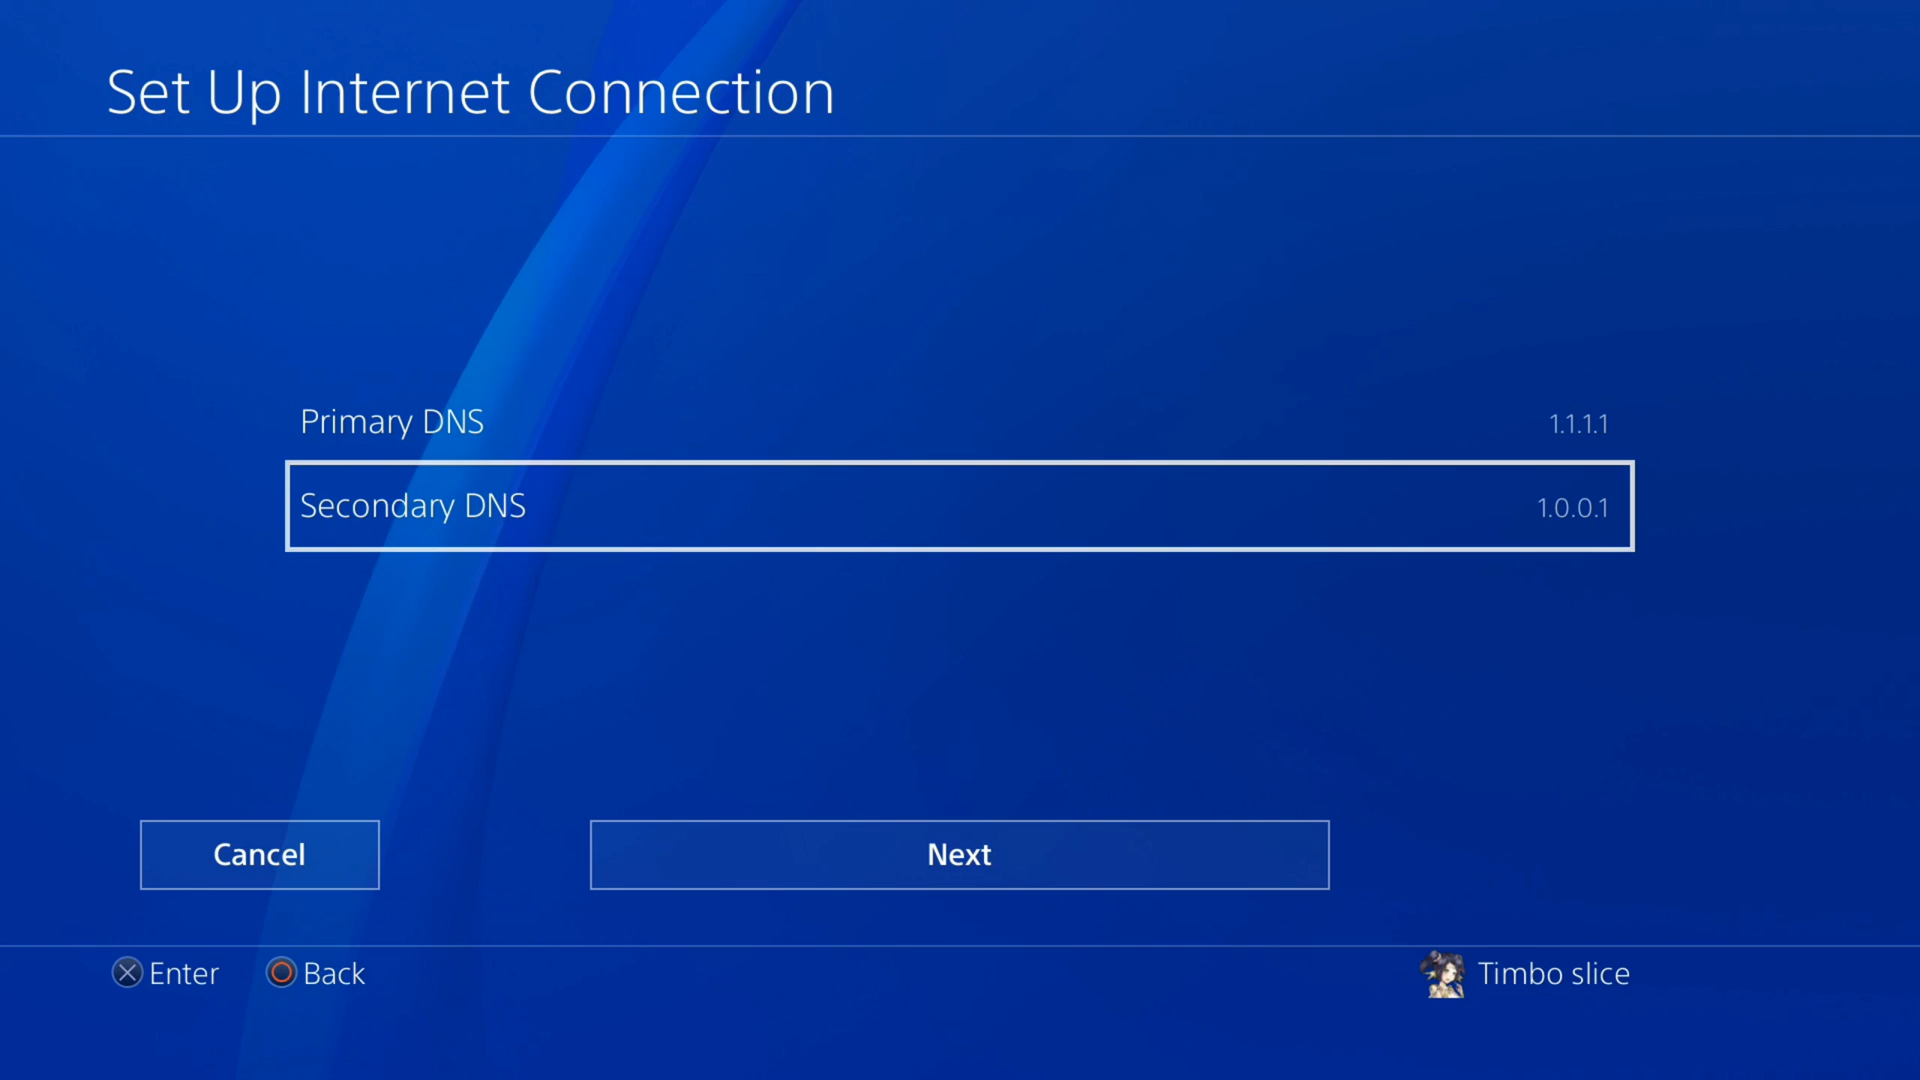 Set Up Internet Connection
Primary DNS 1.1.1.1
Secondary DNS 1.0.0.1
Cancel Next
Enter Back Timbo slice